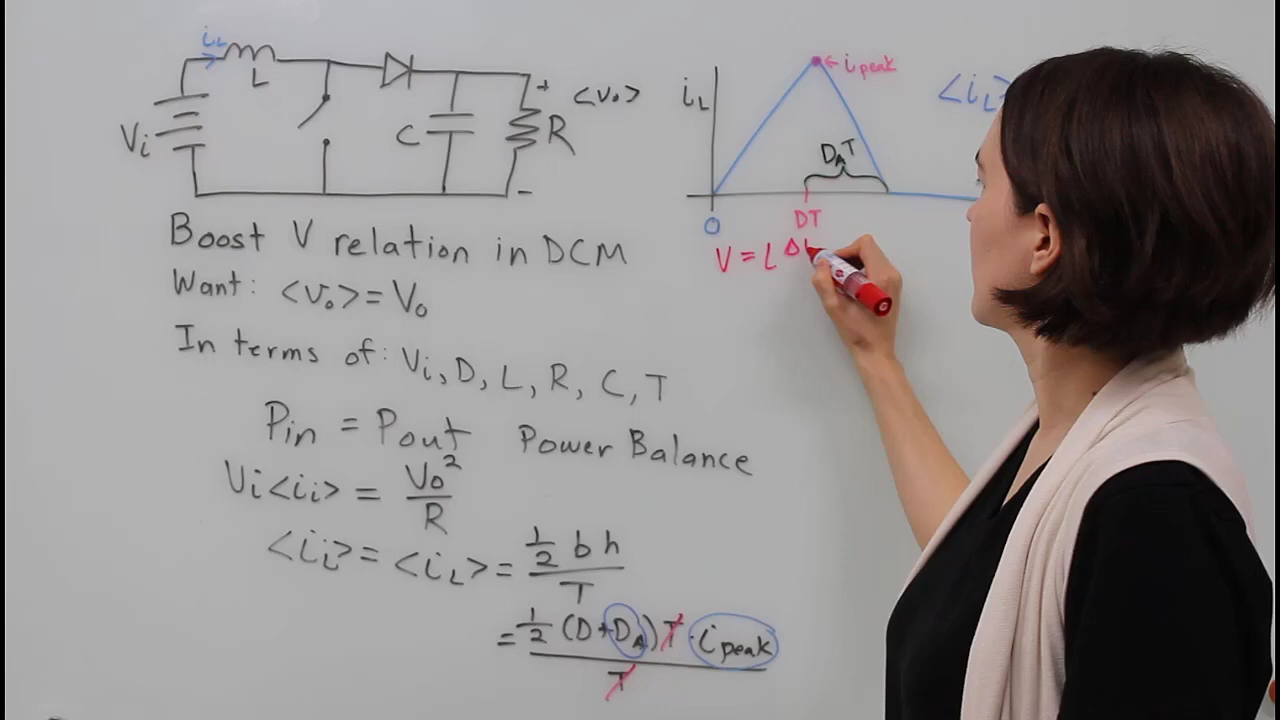 iL
L
Vi
C
R
+
<vo>
-
iL
← ipeak
<iL>
DAT
0
DT
V = L Δi
Boost V relation in DCM
Want: <vo> = Vo
In terms of: Vi, D, L, R, C, T
Pin = Pout Power Balance
Vi<ii> = Vo²/R
<ii> = <iL> = ½ b h / T
= ½ (D + DA) T · ipeak / T